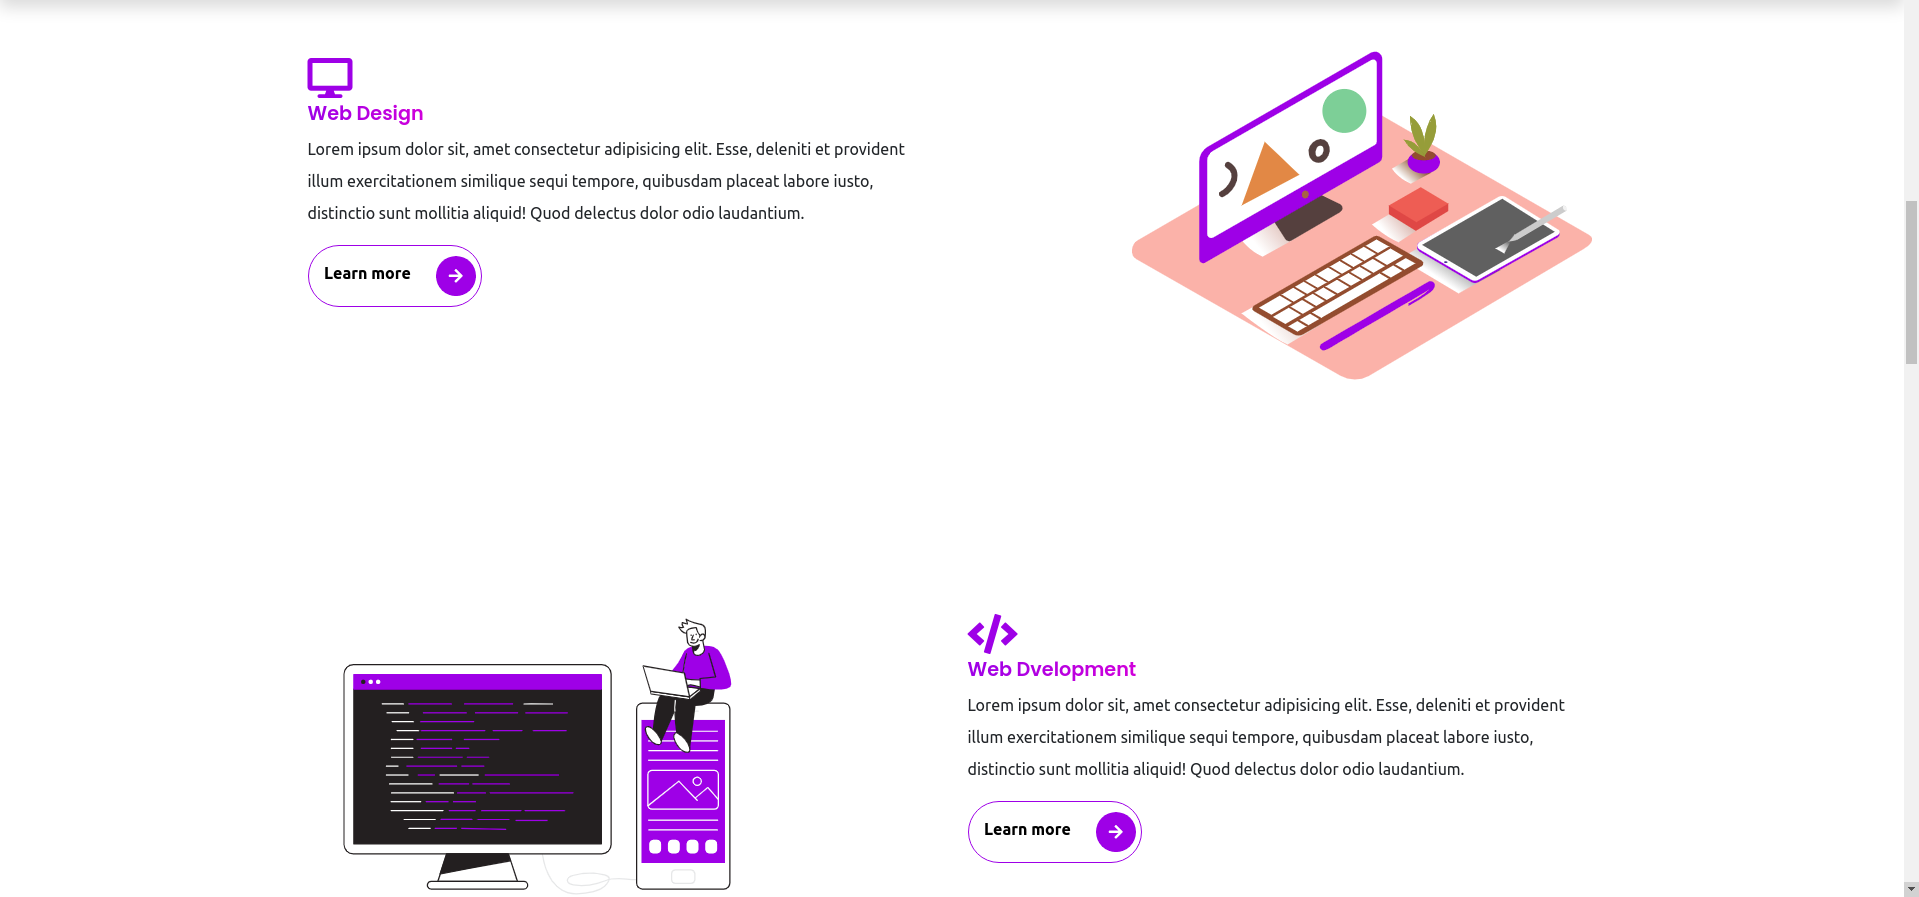 Web Design
Lorem ipsum dolor sit, amet consectetur adipisicing elit. Esse, deleniti et provident
illum exercitationem similique sequi tempore, quibusdam placeat labore iusto,
distinctio sunt mollitia aliquid! Quod delectus dolor odio laudantium.
Learn more
Web Dvelopment
Lorem ipsum dolor sit, amet consectetur adipisicing elit. Esse, deleniti et provident
illum exercitationem similique sequi tempore, quibusdam placeat labore iusto,
distinctio sunt mollitia aliquid! Quod delectus dolor odio laudantium.
Learn more